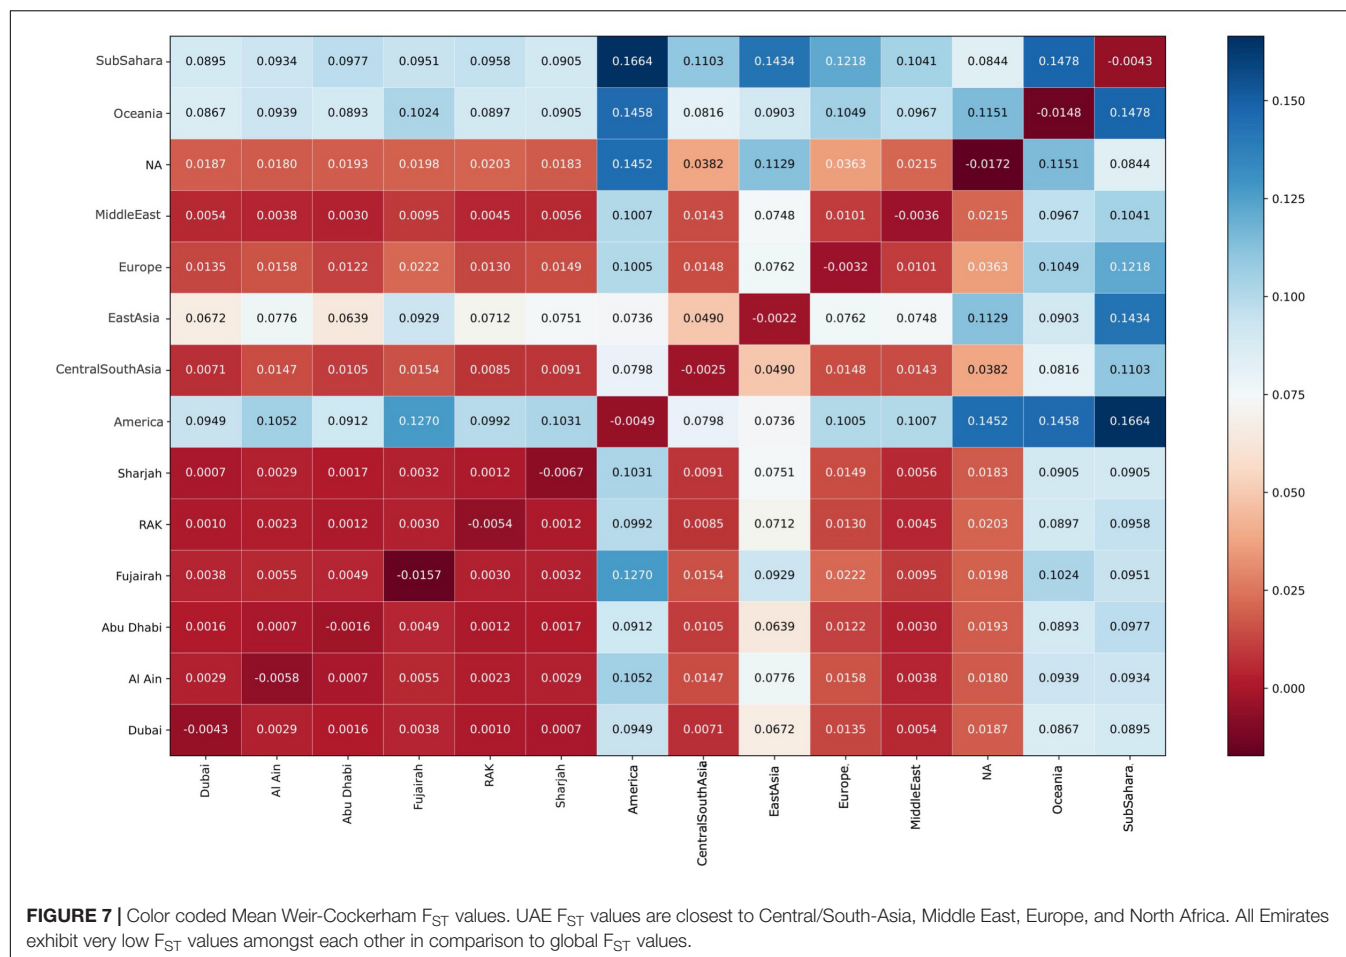 SubSahara 0.0895 0.0934 0.0977 0.0951 0.0958 0.0905 0.1664 0.1103 0.1434 0.1218 0.1041 0.0844 0.1478 -0.0043
0.150
Oceania 0.0867 0.0939 0.0893 0.1024 0.0897 0.0905 0.1458 0.0816 0.0903 0.1049 0.0967 0.1151 -0.0148 0.1478
NA 0.0187 0.0180 0.0193 0.0198 0.0203 0.0183 0.1452 0.0382 0.1129 0.0363 0.0215 -0.0172 0.1151 0.0844
0.125
MiddleEast 0.0054 0.0038 0.0030 0.0095 0.0045 0.0056 0.1007 0.0143 0.0748 0.0101 -0.0036 0.0215 0.0967 0.1041
Europe 0.0135 0.0158 0.0122 0.0222 0.0130 0.0149 0.1005 0.0148 0.0762 -0.0032 0.0101 0.0363 0.1049 0.1218
0.100
EastAsia 0.0672 0.0776 0.0639 0.0929 0.0712 0.0751 0.0736 0.0490 -0.0022 0.0762 0.0748 0.1129 0.0903 0.1434
CentralSouthAsia 0.0071 0.0147 0.0105 0.0154 0.0085 0.0091 0.0798 -0.0025 0.0490 0.0148 0.0143 0.0382 0.0816 0.1103
0.075
America 0.0949 0.1052 0.0912 0.1270 0.0992 0.1031 -0.0049 0.0798 0.0736 0.1005 0.1007 0.1452 0.1458 0.1664
Sharjah 0.0007 0.0029 0.0017 0.0032 0.0012 -0.0067 0.1031 0.0091 0.0751 0.0149 0.0056 0.0183 0.0905 0.0905
0.050
RAK 0.0010 0.0023 0.0012 0.0030 -0.0054 0.0012 0.0992 0.0085 0.0712 0.0130 0.0045 0.0203 0.0897 0.0958
Fujairah 0.0038 0.0055 0.0049 -0.0157 0.0030 0.0032 0.1270 0.0154 0.0929 0.0222 0.0095 0.0198 0.1024 0.0951
0.025
Abu Dhabi 0.0016 0.0007 -0.0016 0.0049 0.0012 0.0017 0.0912 0.0105 0.0639 0.0122 0.0030 0.0193 0.0893 0.0977
Al Ain 0.0029 -0.0058 0.0007 0.0055 0.0023 0.0029 0.1052 0.0147 0.0776 0.0158 0.0038 0.0180 0.0939 0.0934
0.000
Dubai -0.0043 0.0029 0.0016 0.0038 0.0010 0.0007 0.0949 0.0071 0.0672 0.0135 0.0054 0.0187 0.0867 0.0895
Dubai
Al Ain
Abu Dhabi
Fujairah
RAK
Sharjah
America
CentralSouthAsia
EastAsia
Europe.
MiddleEast
NA
Oceania
SubSahara.
FIGURE 7 | Color coded Mean Weir-Cockerham FST values. UAE FST values are closest to Central/South-Asia, Middle East, Europe, and North Africa. All Emirates
exhibit very low FST values amongst each other in comparison to global FST values.